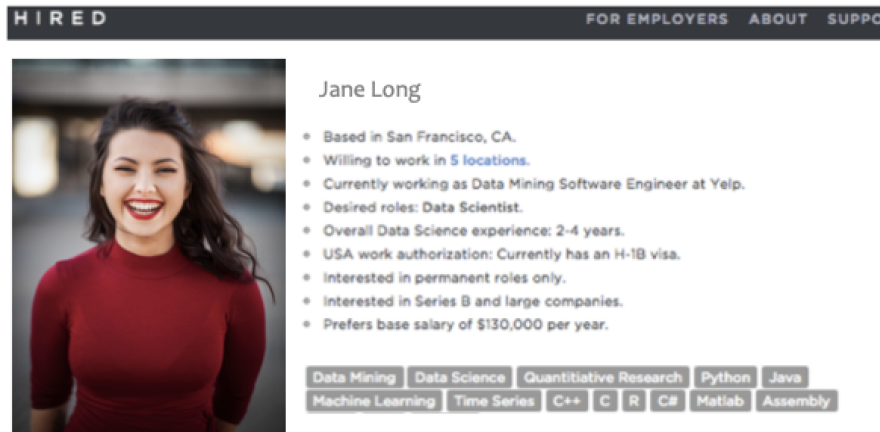 HIRED
FOR EMPLOYERS ABOUT SUPPO
Jane Long
Based in San Francisco, CA.
Willing to work in 5 locations.
Currently working as Data Mining Software Engineer at Yelp.
Desired roles: Data Scientist.
Overall Data Science experience: 2-4 years.
USA work authorization: Currently has an H-1B visa.
Interested in permanent roles only.
Interested in Series B and large companies.
Prefers base salary of $130,000 per year.
Data Mining Data Science Quantitiative Research Python Java
Machine Learning Time Series C++ C R C# Matlab Assembly